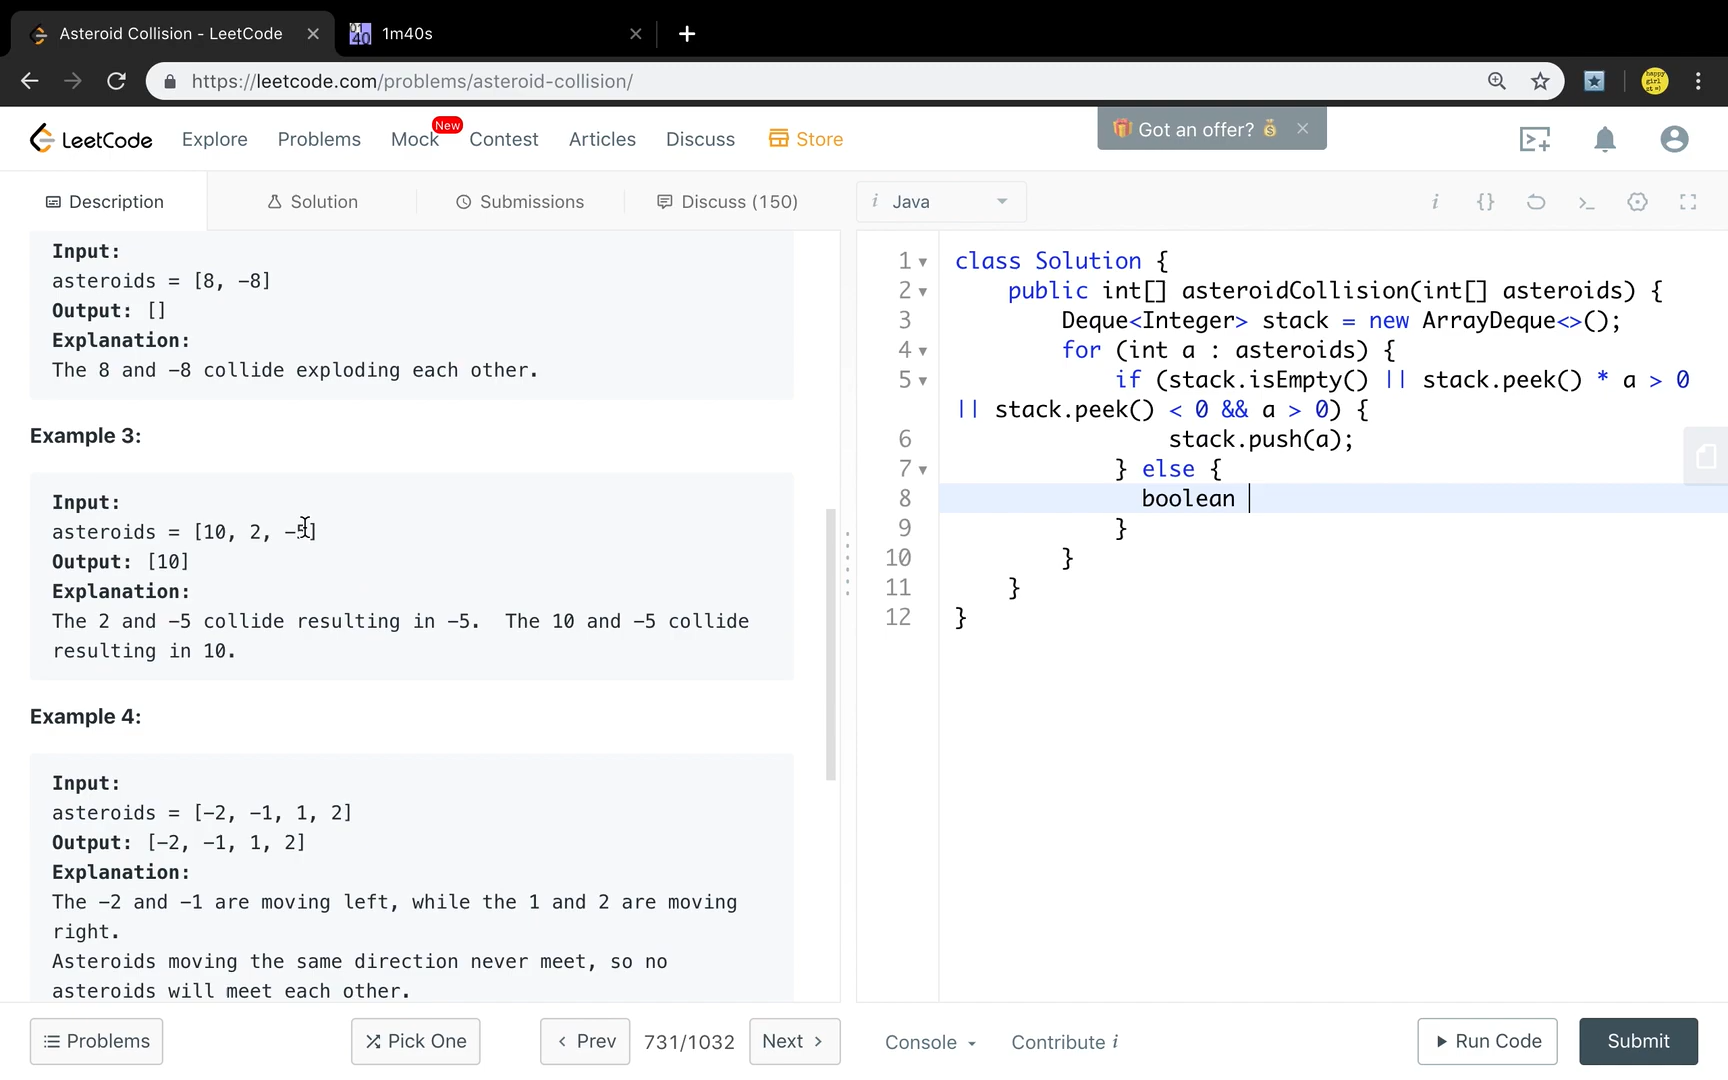 Asteroid Collision - LeetCode
1m40s
https://leetcode.com/problems/asteroid-collision/
LeetCode
Explore
Problems
Mock
New
Contest
Articles
Discuss
Store
Got an offer?
Description
Solution
Submissions
Discuss (150)
i Java
Input:
asteroids = [8, -8]
Output: []
Explanation:
The 8 and -8 collide exploding each other.
Example 3:
Input:
asteroids = [10, 2, -5]
Output: [10]
Explanation:
The 2 and -5 collide resulting in -5.  The 10 and -5 collide
resulting in 10.
Example 4:
Input:
asteroids = [-2, -1, 1, 2]
Output: [-2, -1, 1, 2]
Explanation:
The -2 and -1 are moving left, while the 1 and 2 are moving
right.
Asteroids moving the same direction never meet, so no
asteroids will meet each other.
1 class Solution {
2 public int[] asteroidCollision(int[] asteroids) {
3 Deque<Integer> stack = new ArrayDeque<>();
4 for (int a : asteroids) {
5 if (stack.isEmpty() || stack.peek() * a > 0
|| stack.peek() < 0 && a > 0) {
6 stack.push(a);
7 } else {
8 boolean
9 }
10 }
11 }
12 }
Problems
Pick One
Prev
731/1032
Next
Console
Contribute i
Run Code
Submit